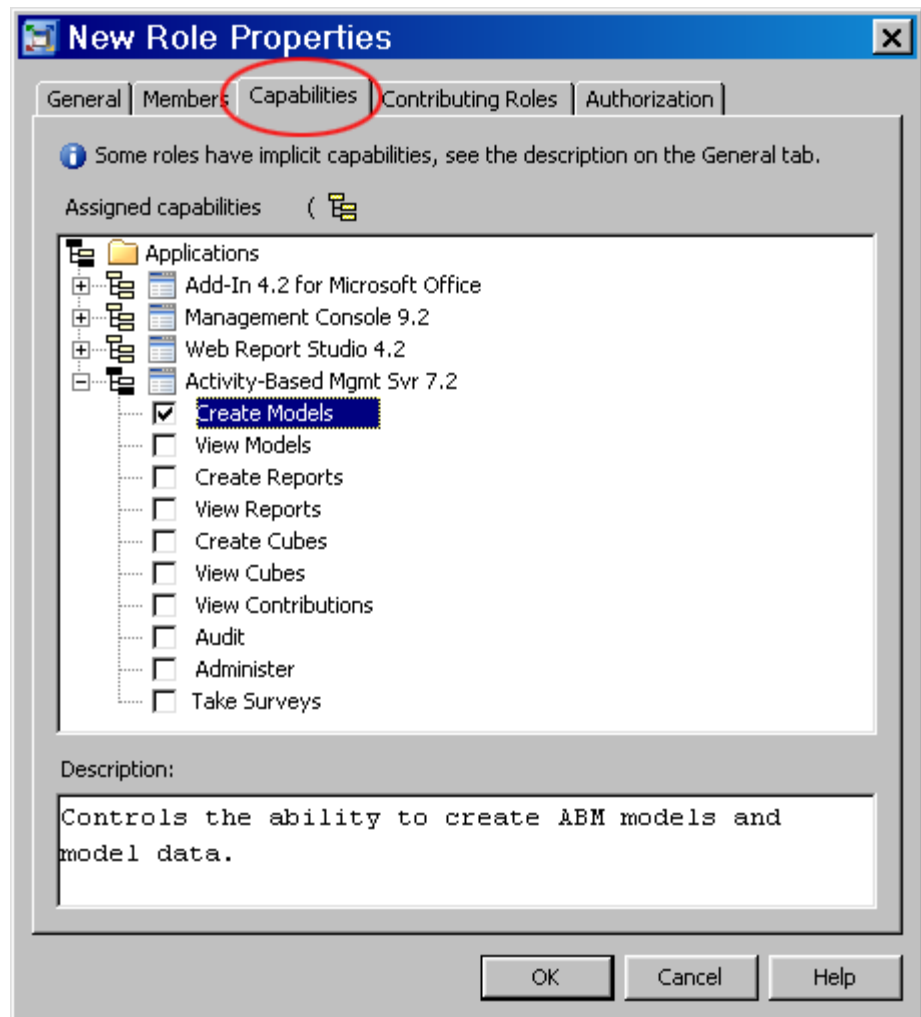 New Role Properties
General Members Capabilities Contributing Roles Authorization
Some roles have implicit capabilities, see the description on the General tab.
Assigned capabilities (
Applications
Add-In 4.2 for Microsoft Office
Management Console 9.2
Web Report Studio 4.2
Activity-Based Mgmt Svr 7.2
Create Models
View Models
Create Reports
View Reports
Create Cubes
View Cubes
View Contributions
Audit
Administer
Take Surveys
Description:
Controls the ability to create ABM models and
model data.
OK Cancel Help